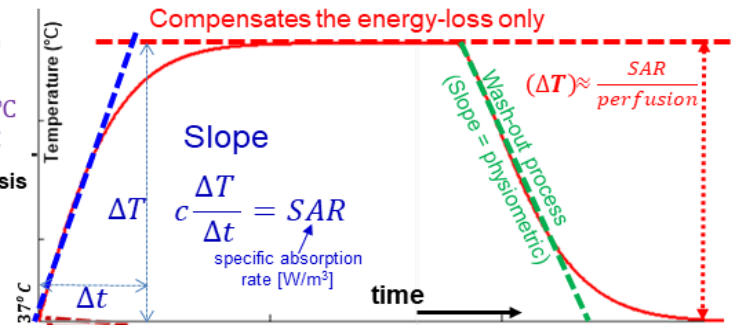 Compensates the energy-loss only
Temperature (°C)
°C
sis
37°C
Slope
ΔT
c ΔT/Δt = SAR
specific absorption
rate [W/m³]
Δt
time
Wash-out process
(Slope = physiometric)
(ΔT)≈ SAR/perfusion